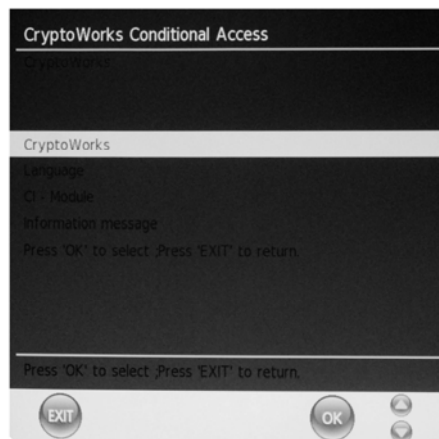 CryptoWorks Conditional Access
CryptoWorks
CryptoWorks
Language
CI - Module
Information message
Press 'OK' to select ;Press 'EXIT' to return.
Press 'OK' to select ;Press 'EXIT' to return.
EXIT
OK